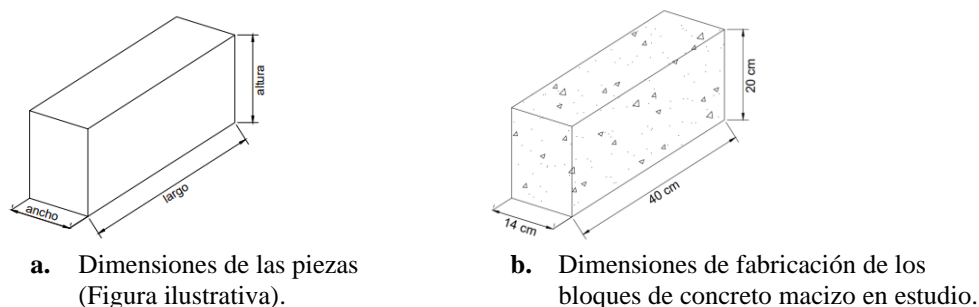 altura
largo
ancho
20 cm
40 cm
14 cm
a. Dimensiones de las piezas
(Figura ilustrativa).
b. Dimensiones de fabricación de los
bloques de concreto macizo en estudio.